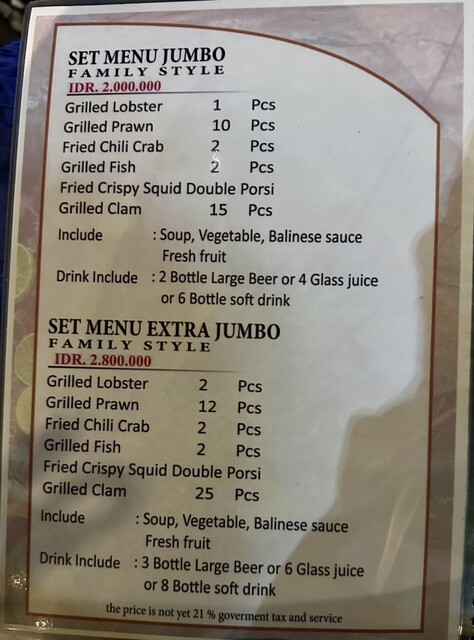 SET MENU JUMBO
FAMILY STYLE
IDR. 2.000.000
Grilled Lobster 1 Pcs
Grilled Prawn 10 Pcs
Fried Chili Crab 2 Pcs
Grilled Fish 2 Pcs
Fried Crispy Squid Double Porsi
Grilled Clam 15 Pcs
Include : Soup, Vegetable, Balinese sauce
Fresh fruit
Drink Include : 2 Bottle Large Beer or 4 Glass juice
or 6 Bottle soft drink
SET MENU EXTRA JUMBO
FAMILY STYLE
IDR. 2.800.000
Grilled Lobster 2 Pcs
Grilled Prawn 12 Pcs
Fried Chili Crab 2 Pcs
Grilled Fish 2 Pcs
Fried Crispy Squid Double Porsi
Grilled Clam 25 Pcs
Include : Soup, Vegetable, Balinese sauce
Fresh fruit
Drink Include : 3 Bottle Large Beer or 6 Glass juice
or 8 Bottle soft drink
the price is not yet 21 % goverment tax and service